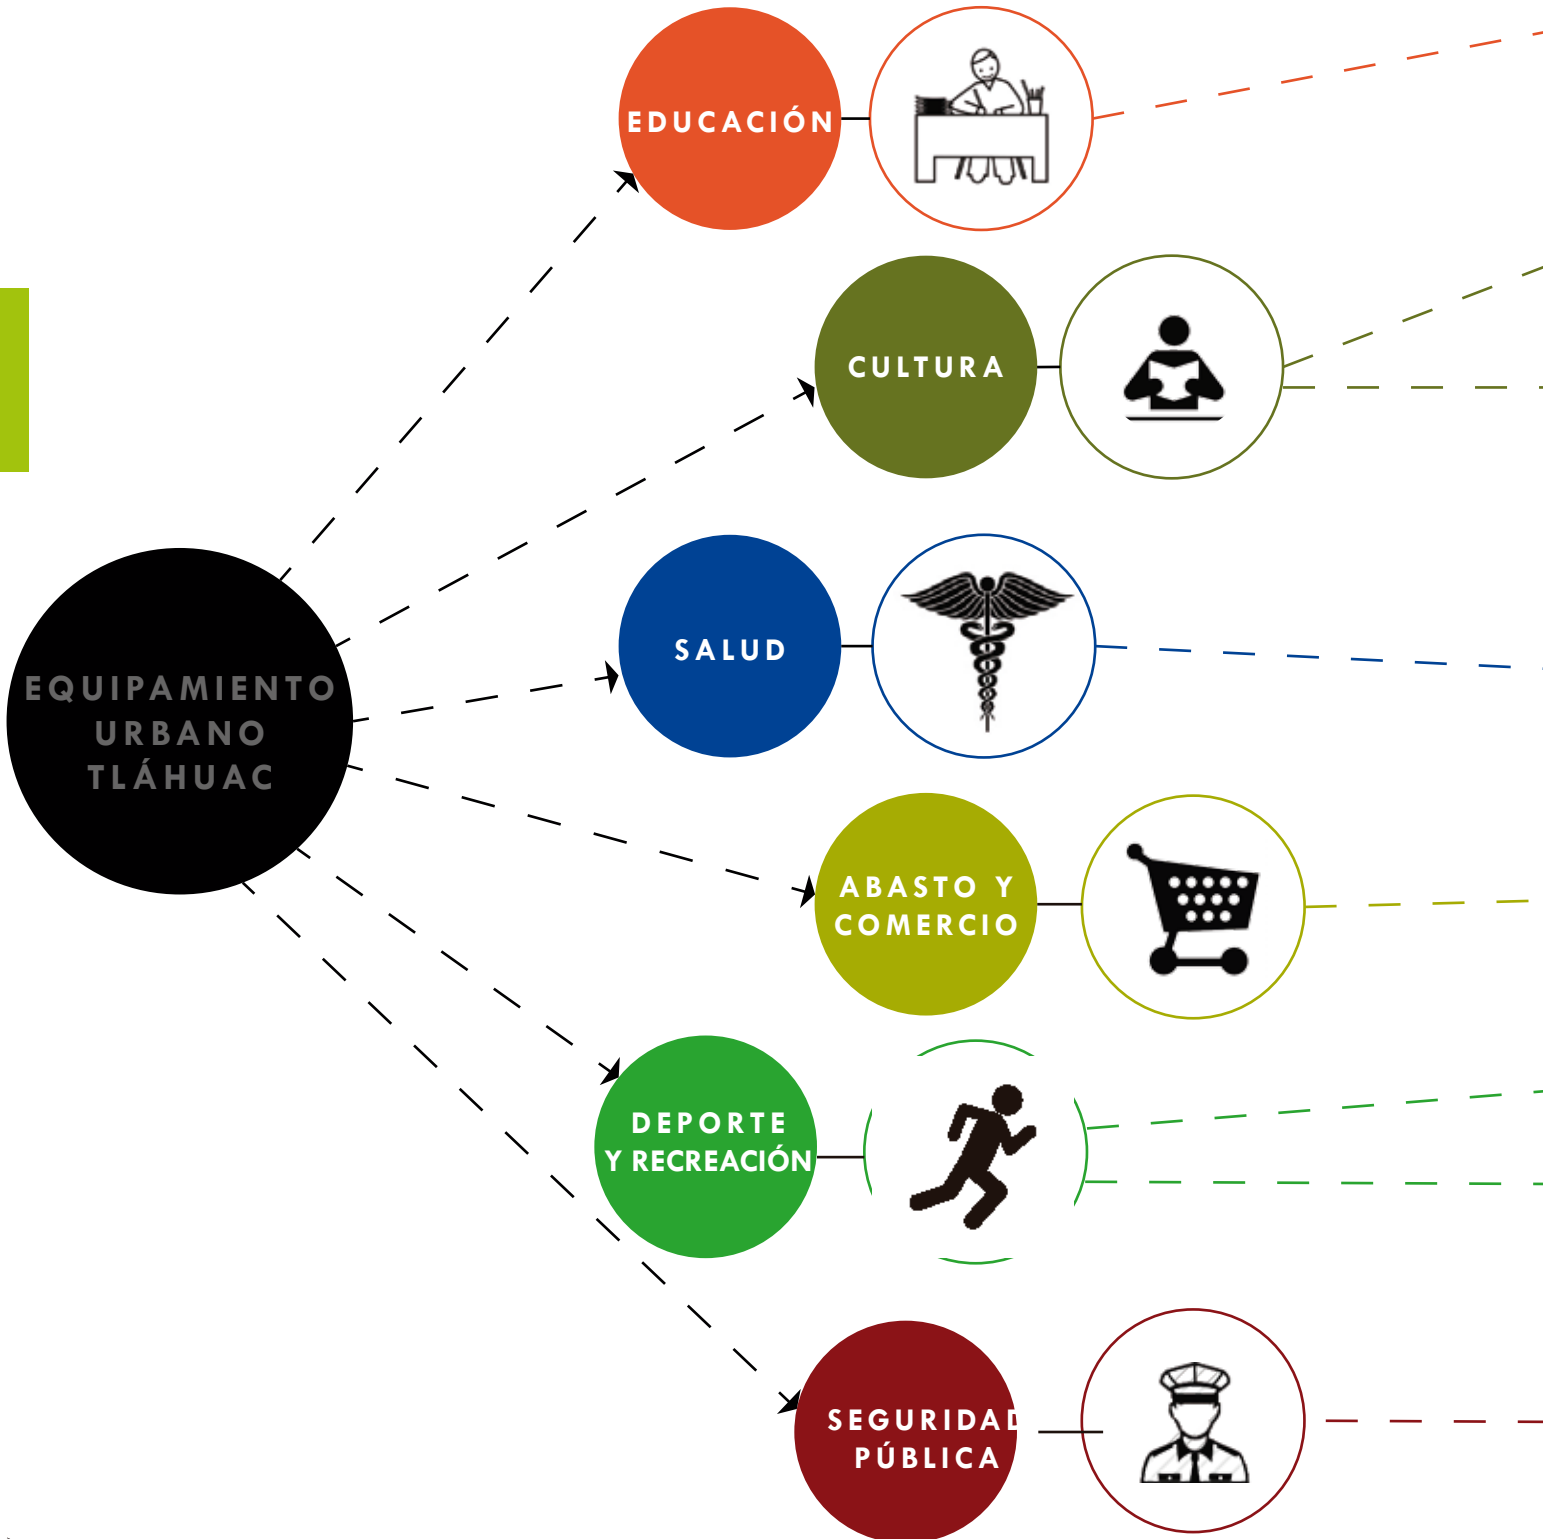 EDUCACIÓN
CULTURA
SALUD
EQUIPAMIENTO
URBANO
TLÁHUAC
ABASTO Y
COMERCIO
DEPORTE
Y RECREACIÓN
SEGURIDAD
PÚBLICA